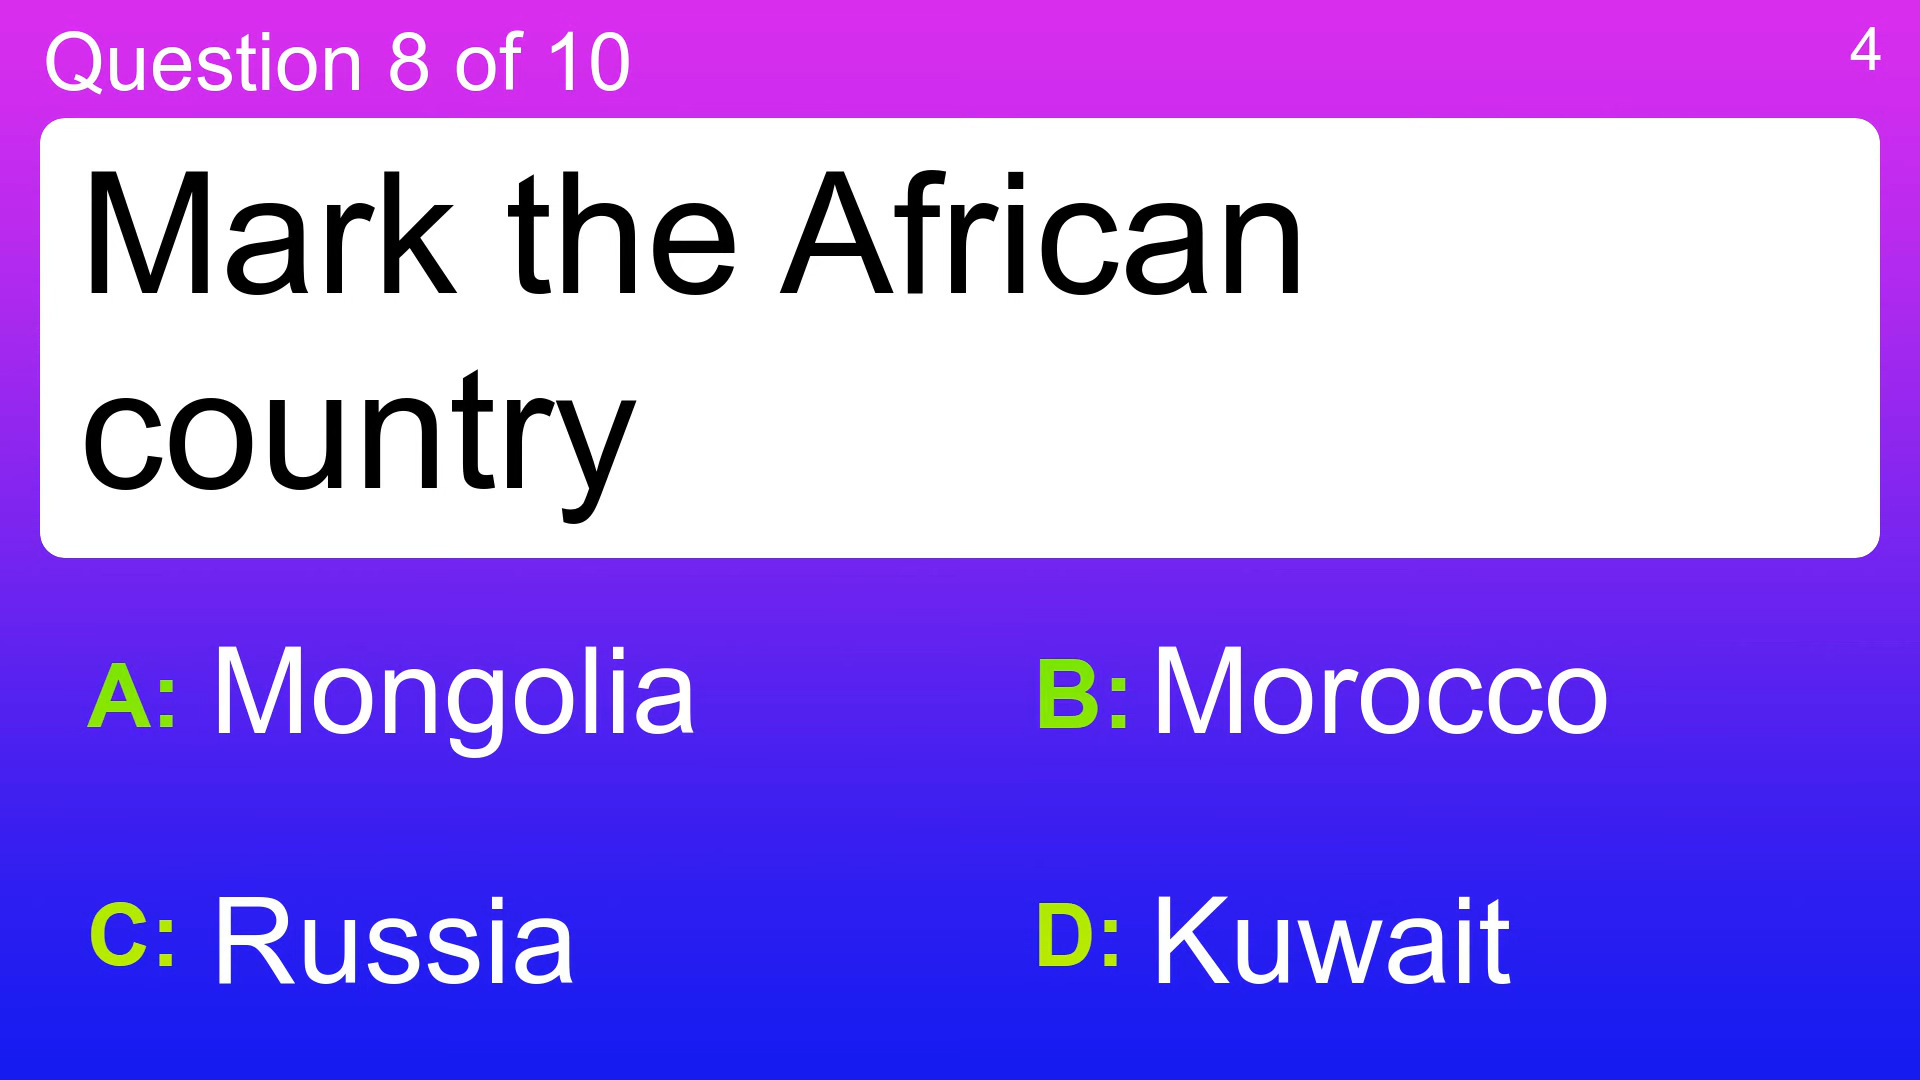 Question 8 of 10
4
Mark the African
country
A: Mongolia
B: Morocco
C: Russia
D: Kuwait